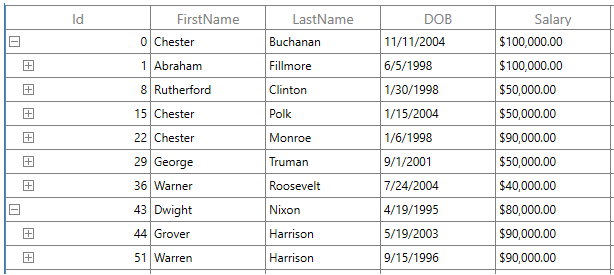 Id FirstName LastName DOB Salary
0 Chester Buchanan 11/11/2004 $100,000.00
1 Abraham Fillmore 6/5/1998 $100,000.00
8 Rutherford Clinton 1/30/1998 $50,000.00
15 Chester Polk 1/15/2004 $50,000.00
22 Chester Monroe 1/6/1998 $90,000.00
29 George Truman 9/1/2001 $50,000.00
36 Warner Roosevelt 7/24/2004 $40,000.00
43 Dwight Nixon 4/19/1995 $80,000.00
44 Grover Harrison 5/19/2003 $90,000.00
51 Warren Harrison 9/15/1996 $90,000.00